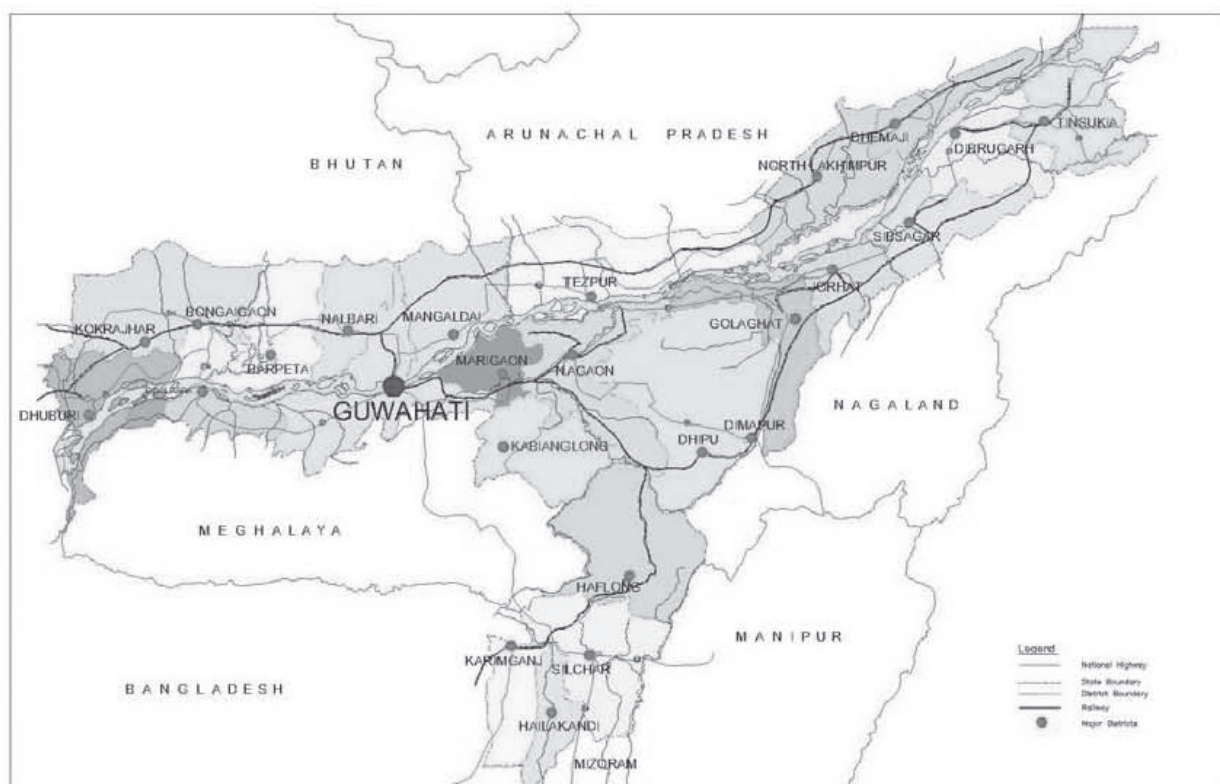 ARUNACHAL PRADESH
BHUTAN
DHEMAJI
TINSUKIA
DIBRUGARH
NORTH LAKHIMPUR
SIBSAGAR
TEZPUR
JORHAT
BONGAIGAON
KOKRAJHAR
NALBARI
MANGALDAI
GOLAGHAT
BARPETA
MARIGAON
NAGAON
DHUBURI
GUWAHATI
NAGALAND
KABIANGLONG
DHIPU
DIMAPUR
MEGHALAYA
HAFLONG
MANIPUR
KARIMGANJ
SILCHAR
BANGLADESH
HAILAKANDI
MIZORAM
Legend
National Highway
State Boundary
District Boundary
Railway
Major Districts